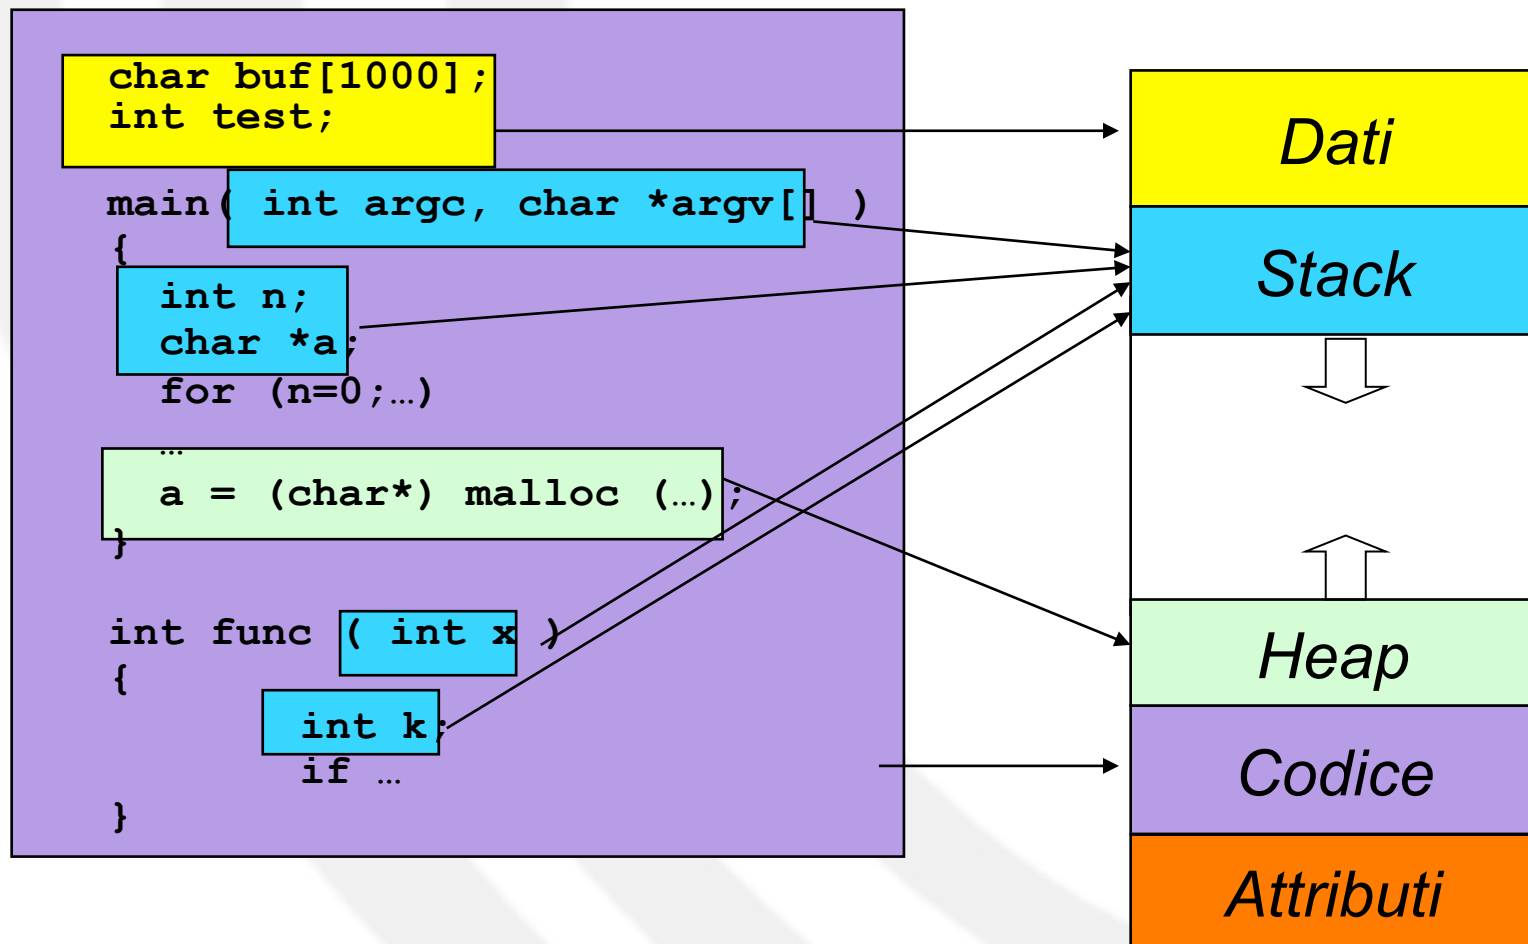 char buf[1000];
int test;
main( int argc, char *argv[] )
{
int n;
char *a;
for (n=0;…)
…
a = (char*) malloc (…);
}
int func ( int x )
{
int k;
if …
}
Dati
Stack
Heap
Codice
Attributi